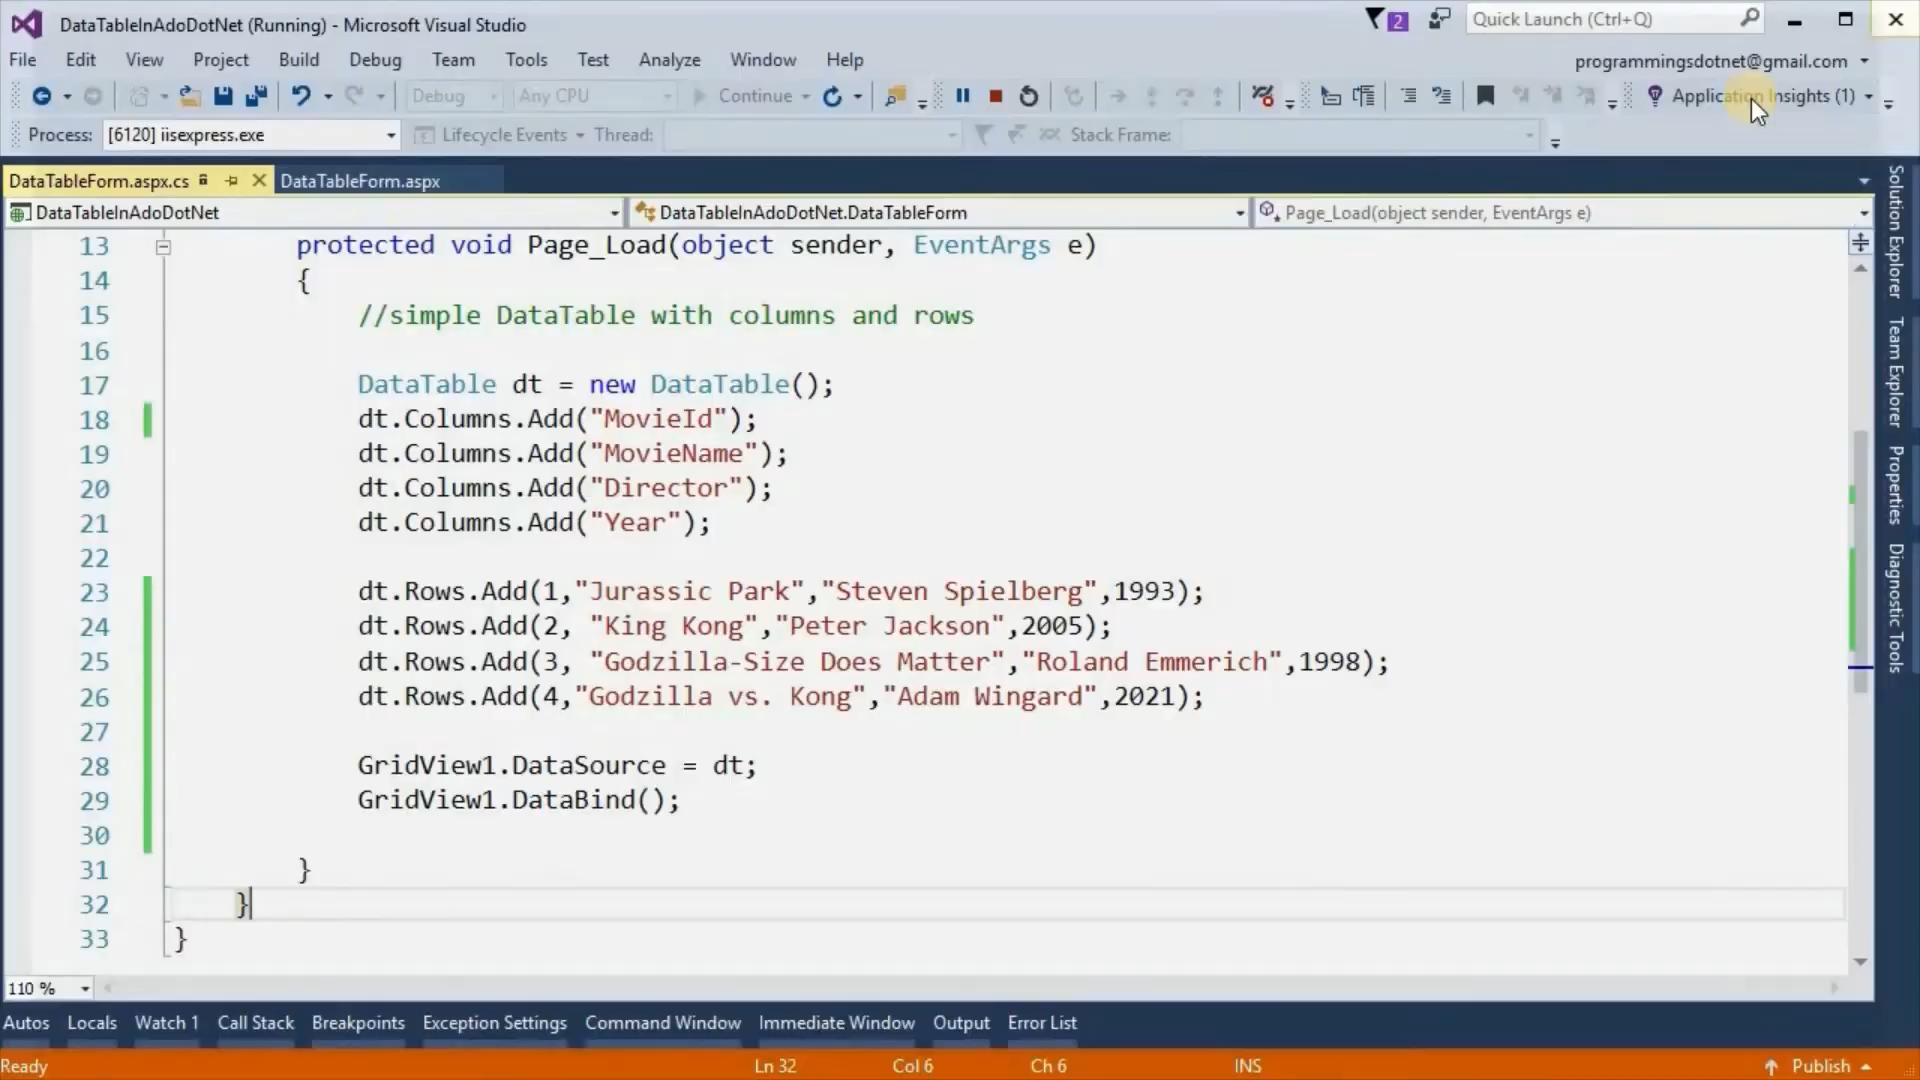 DataTableInAdoDotNet (Running) - Microsoft Visual Studio
2
Quick Launch (Ctrl+Q)
File Edit View Project Build Debug Team Tools Test Analyze Window Help
programmingsdotnet@gmail.com
Debug Any CPU Continue Application Insights (1)
Process: [6120] iisexpress.exe Lifecycle Events Thread: Stack Frame:
DataTableForm.aspx.cs DataTableForm.aspx
DataTableInAdoDotNet DataTableInAdoDotNet.DataTableForm Page_Load(object sender, EventArgs e)
13 protected void Page_Load(object sender, EventArgs e)
14 {
15 //simple DataTable with columns and rows
16
17 DataTable dt = new DataTable();
18 dt.Columns.Add("MovieId");
19 dt.Columns.Add("MovieName");
20 dt.Columns.Add("Director");
21 dt.Columns.Add("Year");
22
23 dt.Rows.Add(1,"Jurassic Park","Steven Spielberg",1993);
24 dt.Rows.Add(2, "King Kong","Peter Jackson",2005);
25 dt.Rows.Add(3, "Godzilla-Size Does Matter","Roland Emmerich",1998);
26 dt.Rows.Add(4,"Godzilla vs. Kong","Adam Wingard",2021);
27
28 GridView1.DataSource = dt;
29 GridView1.DataBind();
30
31 }
32 }
33 }
Solution Explorer
Team Explorer
Properties
Diagnostic Tools
110 %
Autos Locals Watch 1 Call Stack Breakpoints Exception Settings Command Window Immediate Window Output Error List
Ready Ln 32 Col 6 Ch 6 INS Publish